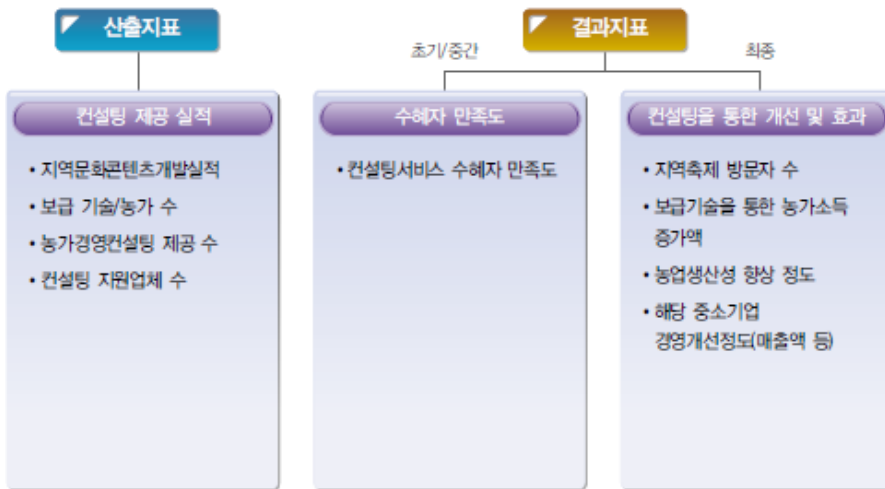 산출지표
결과지표
초기/중간
최종
컨설팅 제공 실적
• 지역문화콘텐츠개발실적
• 보급 기술/농가 수
• 농가경영컨설팅 제공 수
• 컨설팅 지원업체 수
수혜자 만족도
• 컨설팅서비스 수혜자 만족도
컨설팅을 통한 개선 및 효과
• 지역축제 방문자 수
• 보급기술을 통한 농가소득
증가액
• 농업생산성 향상 정도
• 해당 중소기업
경영개선정도(매출액 등)